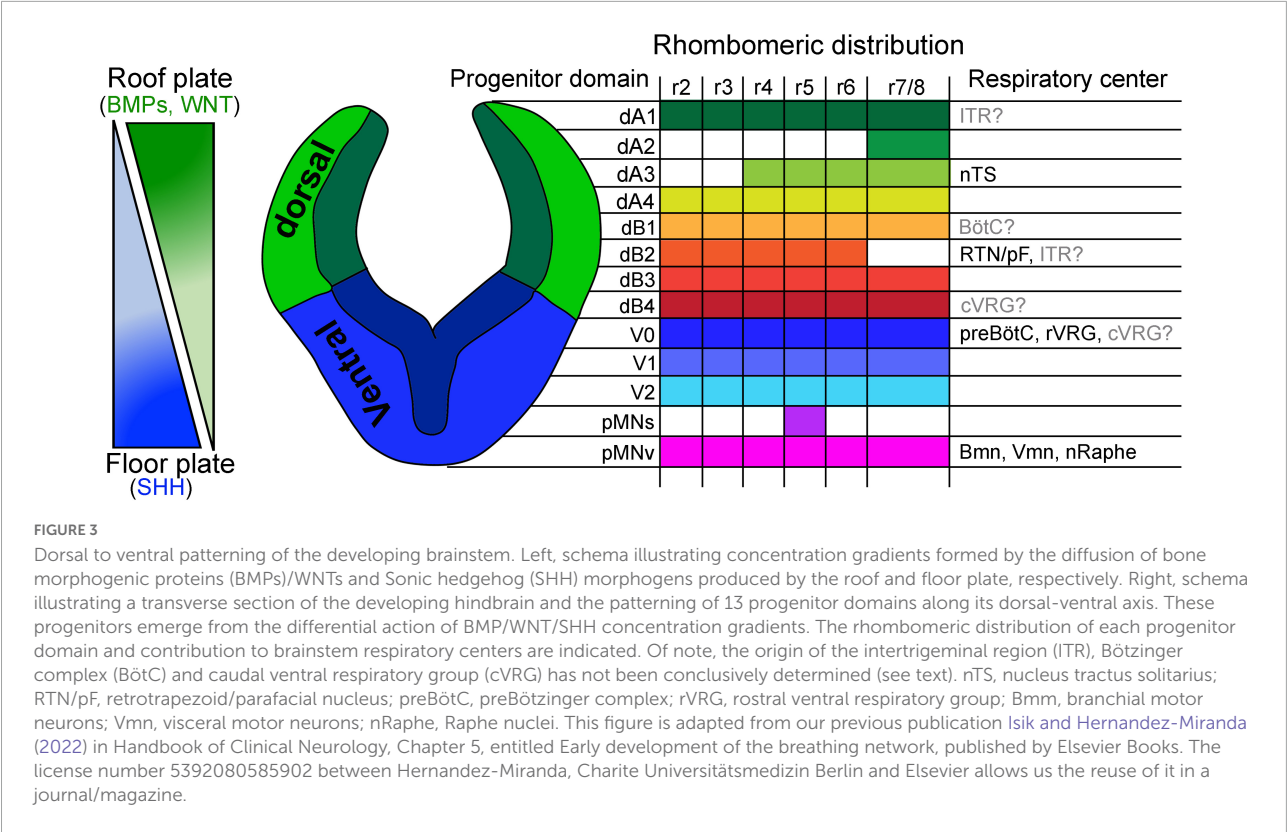 Rhombomeric distribution
Roof plate
(BMPs, WNT)
Progenitor domain
r2 r3 r4 r5 r6 r7/8
Respiratory center
dorsal
Ventral
dA1 ITR?
dA2
dA3 nTS
dA4
dB1 BötC?
dB2 RTN/pF, ITR?
dB3
dB4 cVRG?
V0 preBötC, rVRG, cVRG?
V1
V2
pMNs
pMNv Bmn, Vmn, nRaphe
Floor plate
(SHH)
FIGURE 3
Dorsal to ventral patterning of the developing brainstem. Left, schema illustrating concentration gradients formed by the diffusion of bone
morphogenic proteins (BMPs)/WNTs and Sonic hedgehog (SHH) morphogens produced by the roof and floor plate, respectively. Right, schema
illustrating a transverse section of the developing hindbrain and the patterning of 13 progenitor domains along its dorsal-ventral axis. These
progenitors emerge from the differential action of BMP/WNT/SHH concentration gradients. The rhombomeric distribution of each progenitor
domain and contribution to brainstem respiratory centers are indicated. Of note, the origin of the intertrigeminal region (ITR), Bötzinger
complex (BötC) and caudal ventral respiratory group (cVRG) has not been conclusively determined (see text). nTS, nucleus tractus solitarius;
RTN/pF, retrotrapezoid/parafacial nucleus; preBötC, preBötzinger complex; rVRG, rostral ventral respiratory group; Bmm, branchial motor
neurons; Vmn, visceral motor neurons; nRaphe, Raphe nuclei. This figure is adapted from our previous publication Isik and Hernandez-Miranda
(2022) in Handbook of Clinical Neurology, Chapter 5, entitled Early development of the breathing network, published by Elsevier Books. The
license number 5392080585902 between Hernandez-Miranda, Charite Universitätsmedizin Berlin and Elsevier allows us the reuse of it in a
journal/magazine.